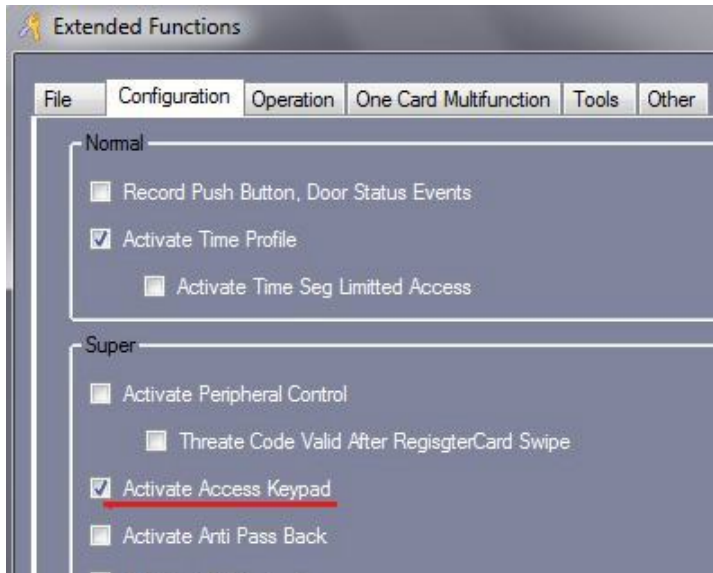 Extended Functions
File Configuration Operation One Card Multifunction Tools Other
Normal
Record Push Button, Door Status Events
Activate Time Profile
Activate Time Seg Limitted Access
Super
Activate Peripheral Control
Threate Code Valid After RegisgterCard Swipe
Activate Access Keypad
Activate Anti Pass Back